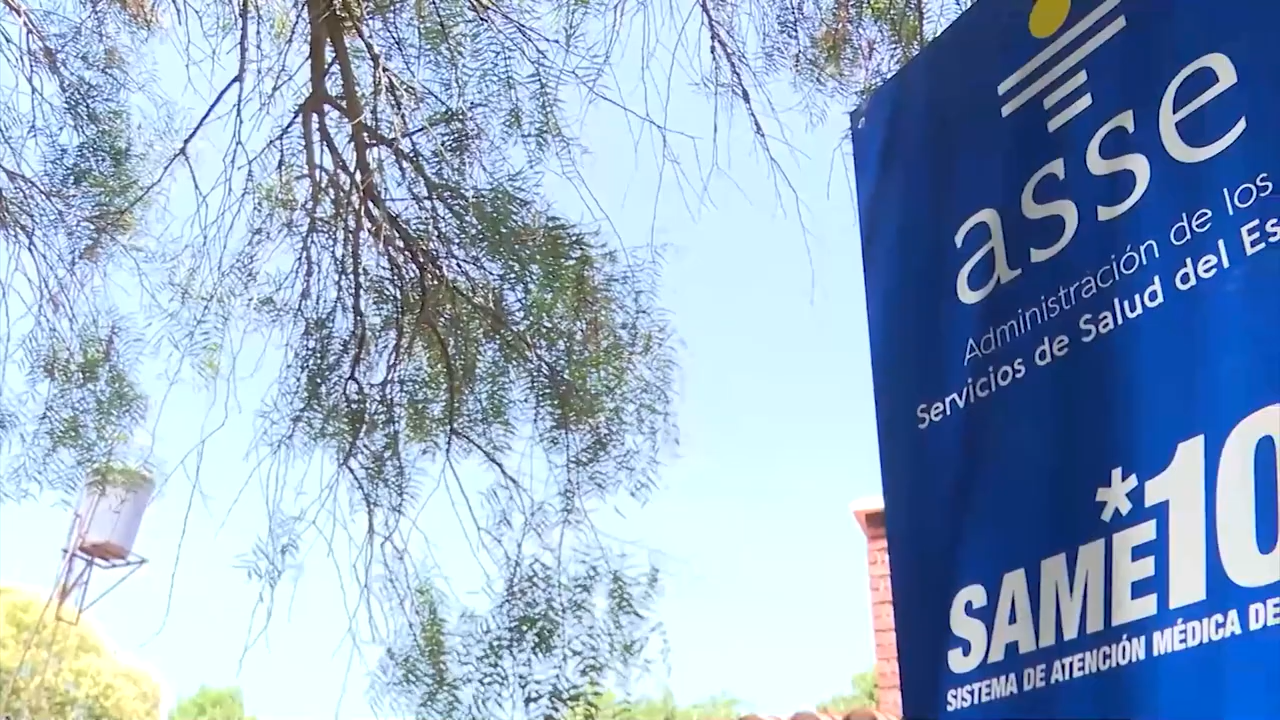 asse
Administración de los
Servicios de Salud del Es
*10
SAME
SISTEMA DE ATENCIÓN MÉDICA DE